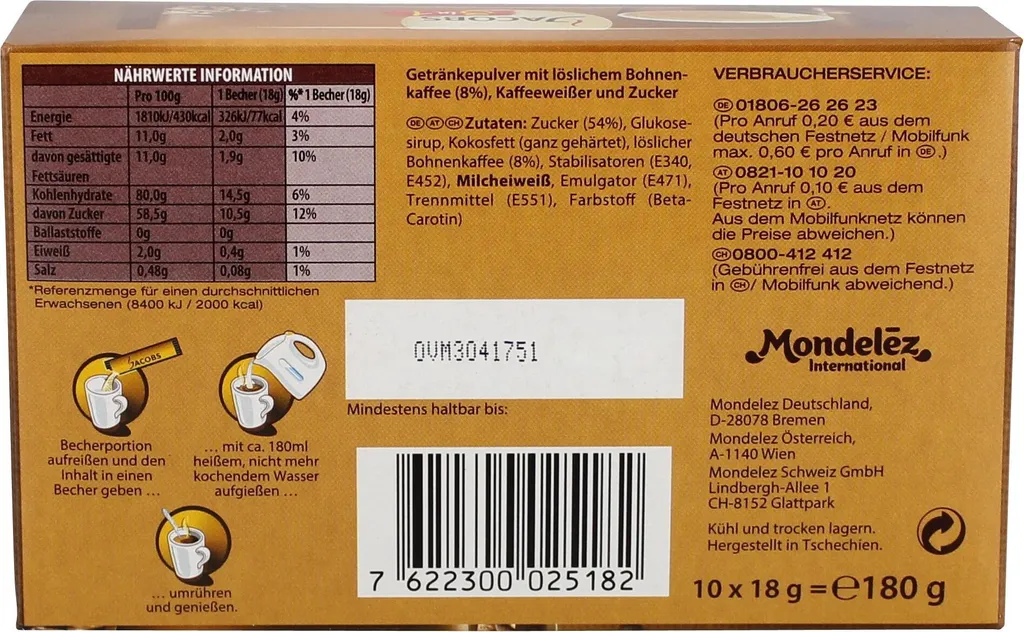 JACOBS
NÄHRWERTE INFORMATION
Pro 100g 1 Becher (18g) %* 1 Becher (18g)
Energie 1810kJ/430kcal 326kJ/77kcal 4%
Fett 11,0g 2,0g 3%
davon gesättigte 11,0g 1,9g 10%
Fettsäuren
Kohlenhydrate 80,0g 14,5g 6%
davon Zucker 58,5g 10,5g 12%
Ballaststoffe 0g 0g
Eiweiß 2,0g 0,4g 1%
Salz 0,48g 0,08g 1%
*Referenzmenge für einen durchschnittlichen
Erwachsenen (8400 kJ / 2000 kcal)
JACOBS
Becherportion
aufreißen und den
Inhalt in einen
Becher geben ...
... mit ca. 180ml
heißem, nicht mehr
kochendem Wasser
aufgießen ...
... umrühren
und genießen.
Getränkepulver mit löslichem Bohnen-
kaffee (8%), Kaffeeweißer und Zucker
DE AT CH Zutaten: Zucker (54%), Glukose-
sirup, Kokosfett (ganz gehärtet), löslicher
Bohnenkaffee (8%), Stabilisatoren (E340,
E452), Milcheiweiß, Emulgator (E471),
Trennmittel (E551), Farbstoff (Beta-
Carotin)
OVM3041751
Mindestens haltbar bis:
7 622300 025182
VERBRAUCHERSERVICE:
DE 01806-26 26 23
(Pro Anruf 0,20 € aus dem
deutschen Festnetz / Mobilfunk
max. 0,60 € pro Anruf in DE.)
AT 0821-10 10 20
(Pro Anruf 0,10 € aus dem
Festnetz in AT.
Aus dem Mobilfunknetz können
die Preise abweichen.)
CH 0800-412 412
(Gebührenfrei aus dem Festnetz
in CH/ Mobilfunk abweichend.)
Mondelēz
International
Mondelez Deutschland,
D-28078 Bremen
Mondelez Österreich,
A-1140 Wien
Mondelez Schweiz GmbH
Lindbergh-Allee 1
CH-8152 Glattpark
Kühl und trocken lagern.
Hergestellt in Tschechien.
10 x 18 g = ℮ 180 g